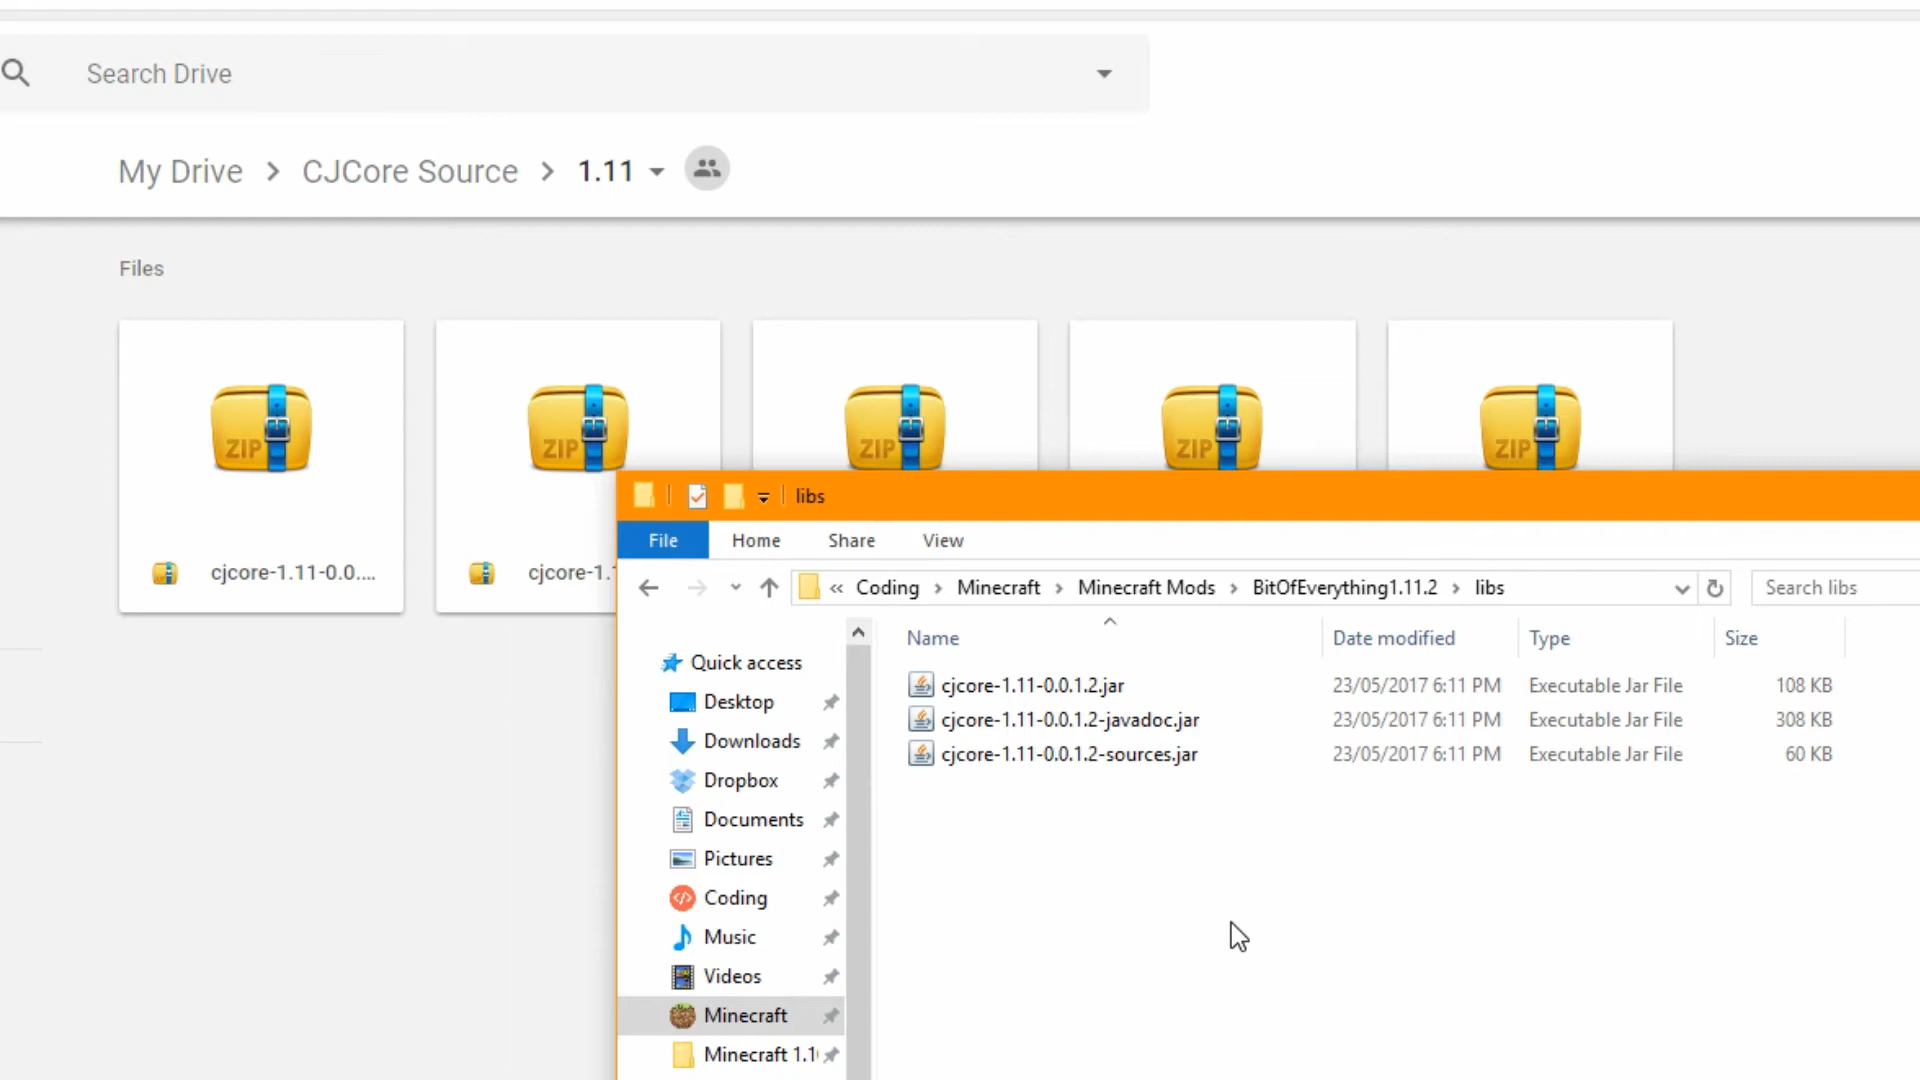 Search Drive
My Drive > CJCore Source > 1.11
Files
ZIP ZIP ZIP ZIP ZIP
cjcore-1.11-0.0....
cjcore-1.1
libs
File Home Share View
« Coding > Minecraft > Minecraft Mods > BitOfEverything1.11.2 > libs
Search libs
Name Date modified Type Size
cjcore-1.11-0.0.1.2.jar 23/05/2017 6:11 PM Executable Jar File 108 KB
cjcore-1.11-0.0.1.2-javadoc.jar 23/05/2017 6:11 PM Executable Jar File 308 KB
cjcore-1.11-0.0.1.2-sources.jar 23/05/2017 6:11 PM Executable Jar File 60 KB
Quick access
Desktop
Downloads
Dropbox
Documents
Pictures
Coding
Music
Videos
Minecraft
Minecraft 1.1